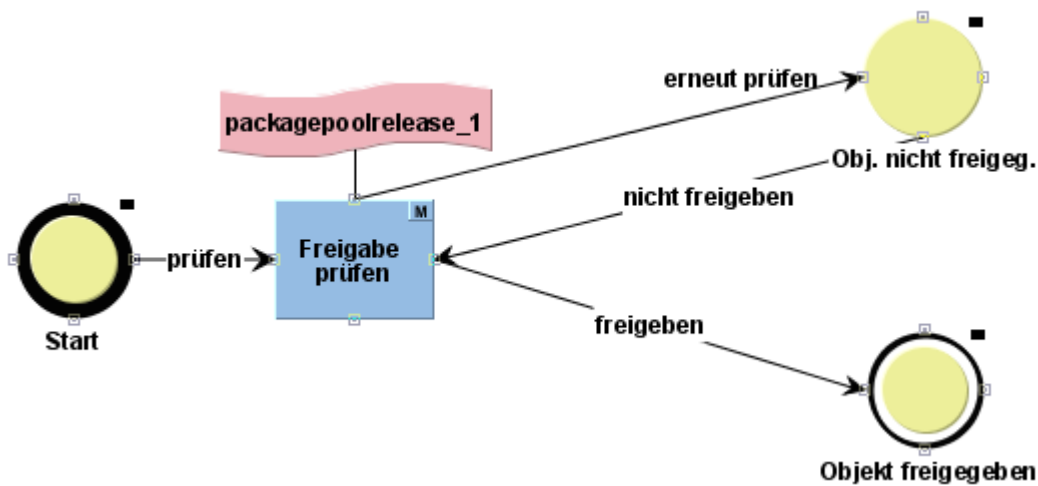 erneut prüfen
packagepoolrelease_1
Obj. nicht freigeg.
nicht freigeben
M
Freigabe
prüfen
prüfen
freigeben
Start
Objekt freigegeben